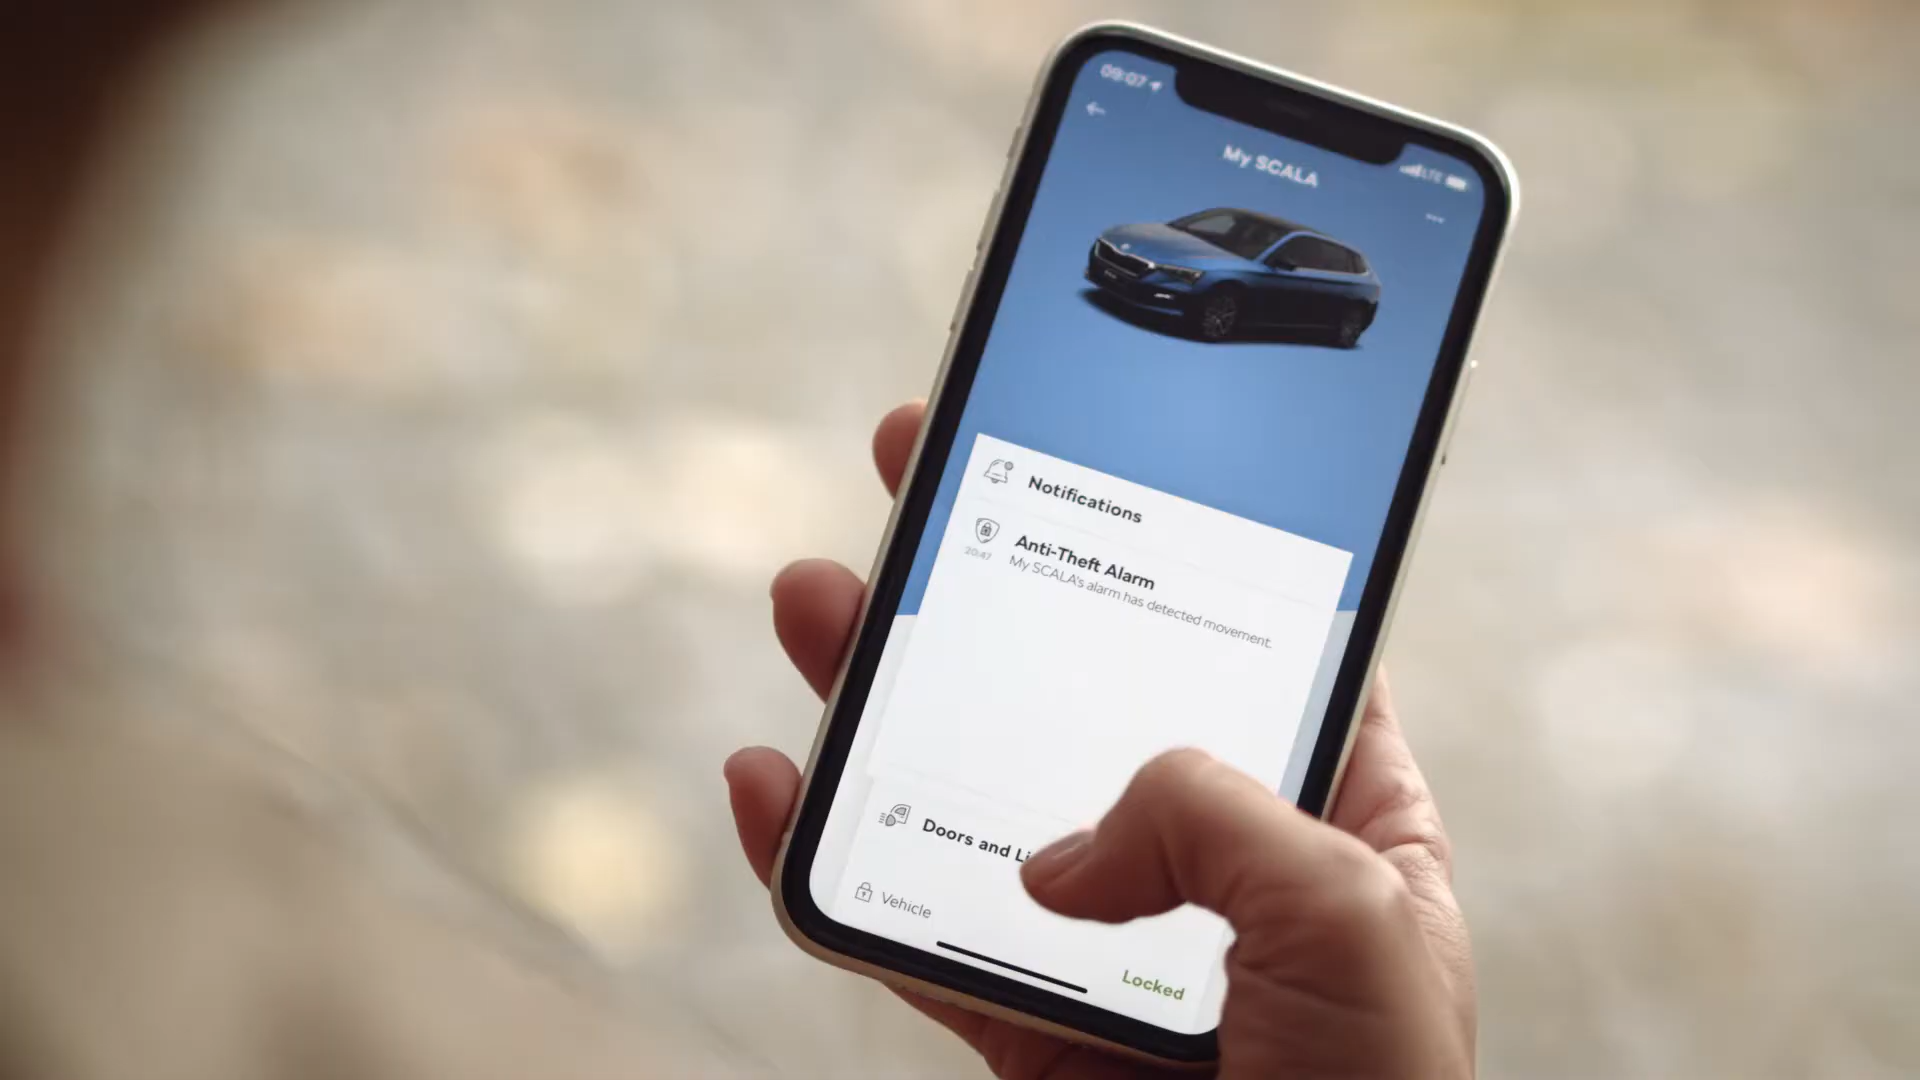 09:07
LTE
My SCALA
Notifications
Anti-Theft Alarm
20:47
My SCALA's alarm has detected movement.
Doors and Li
Vehicle
Locked